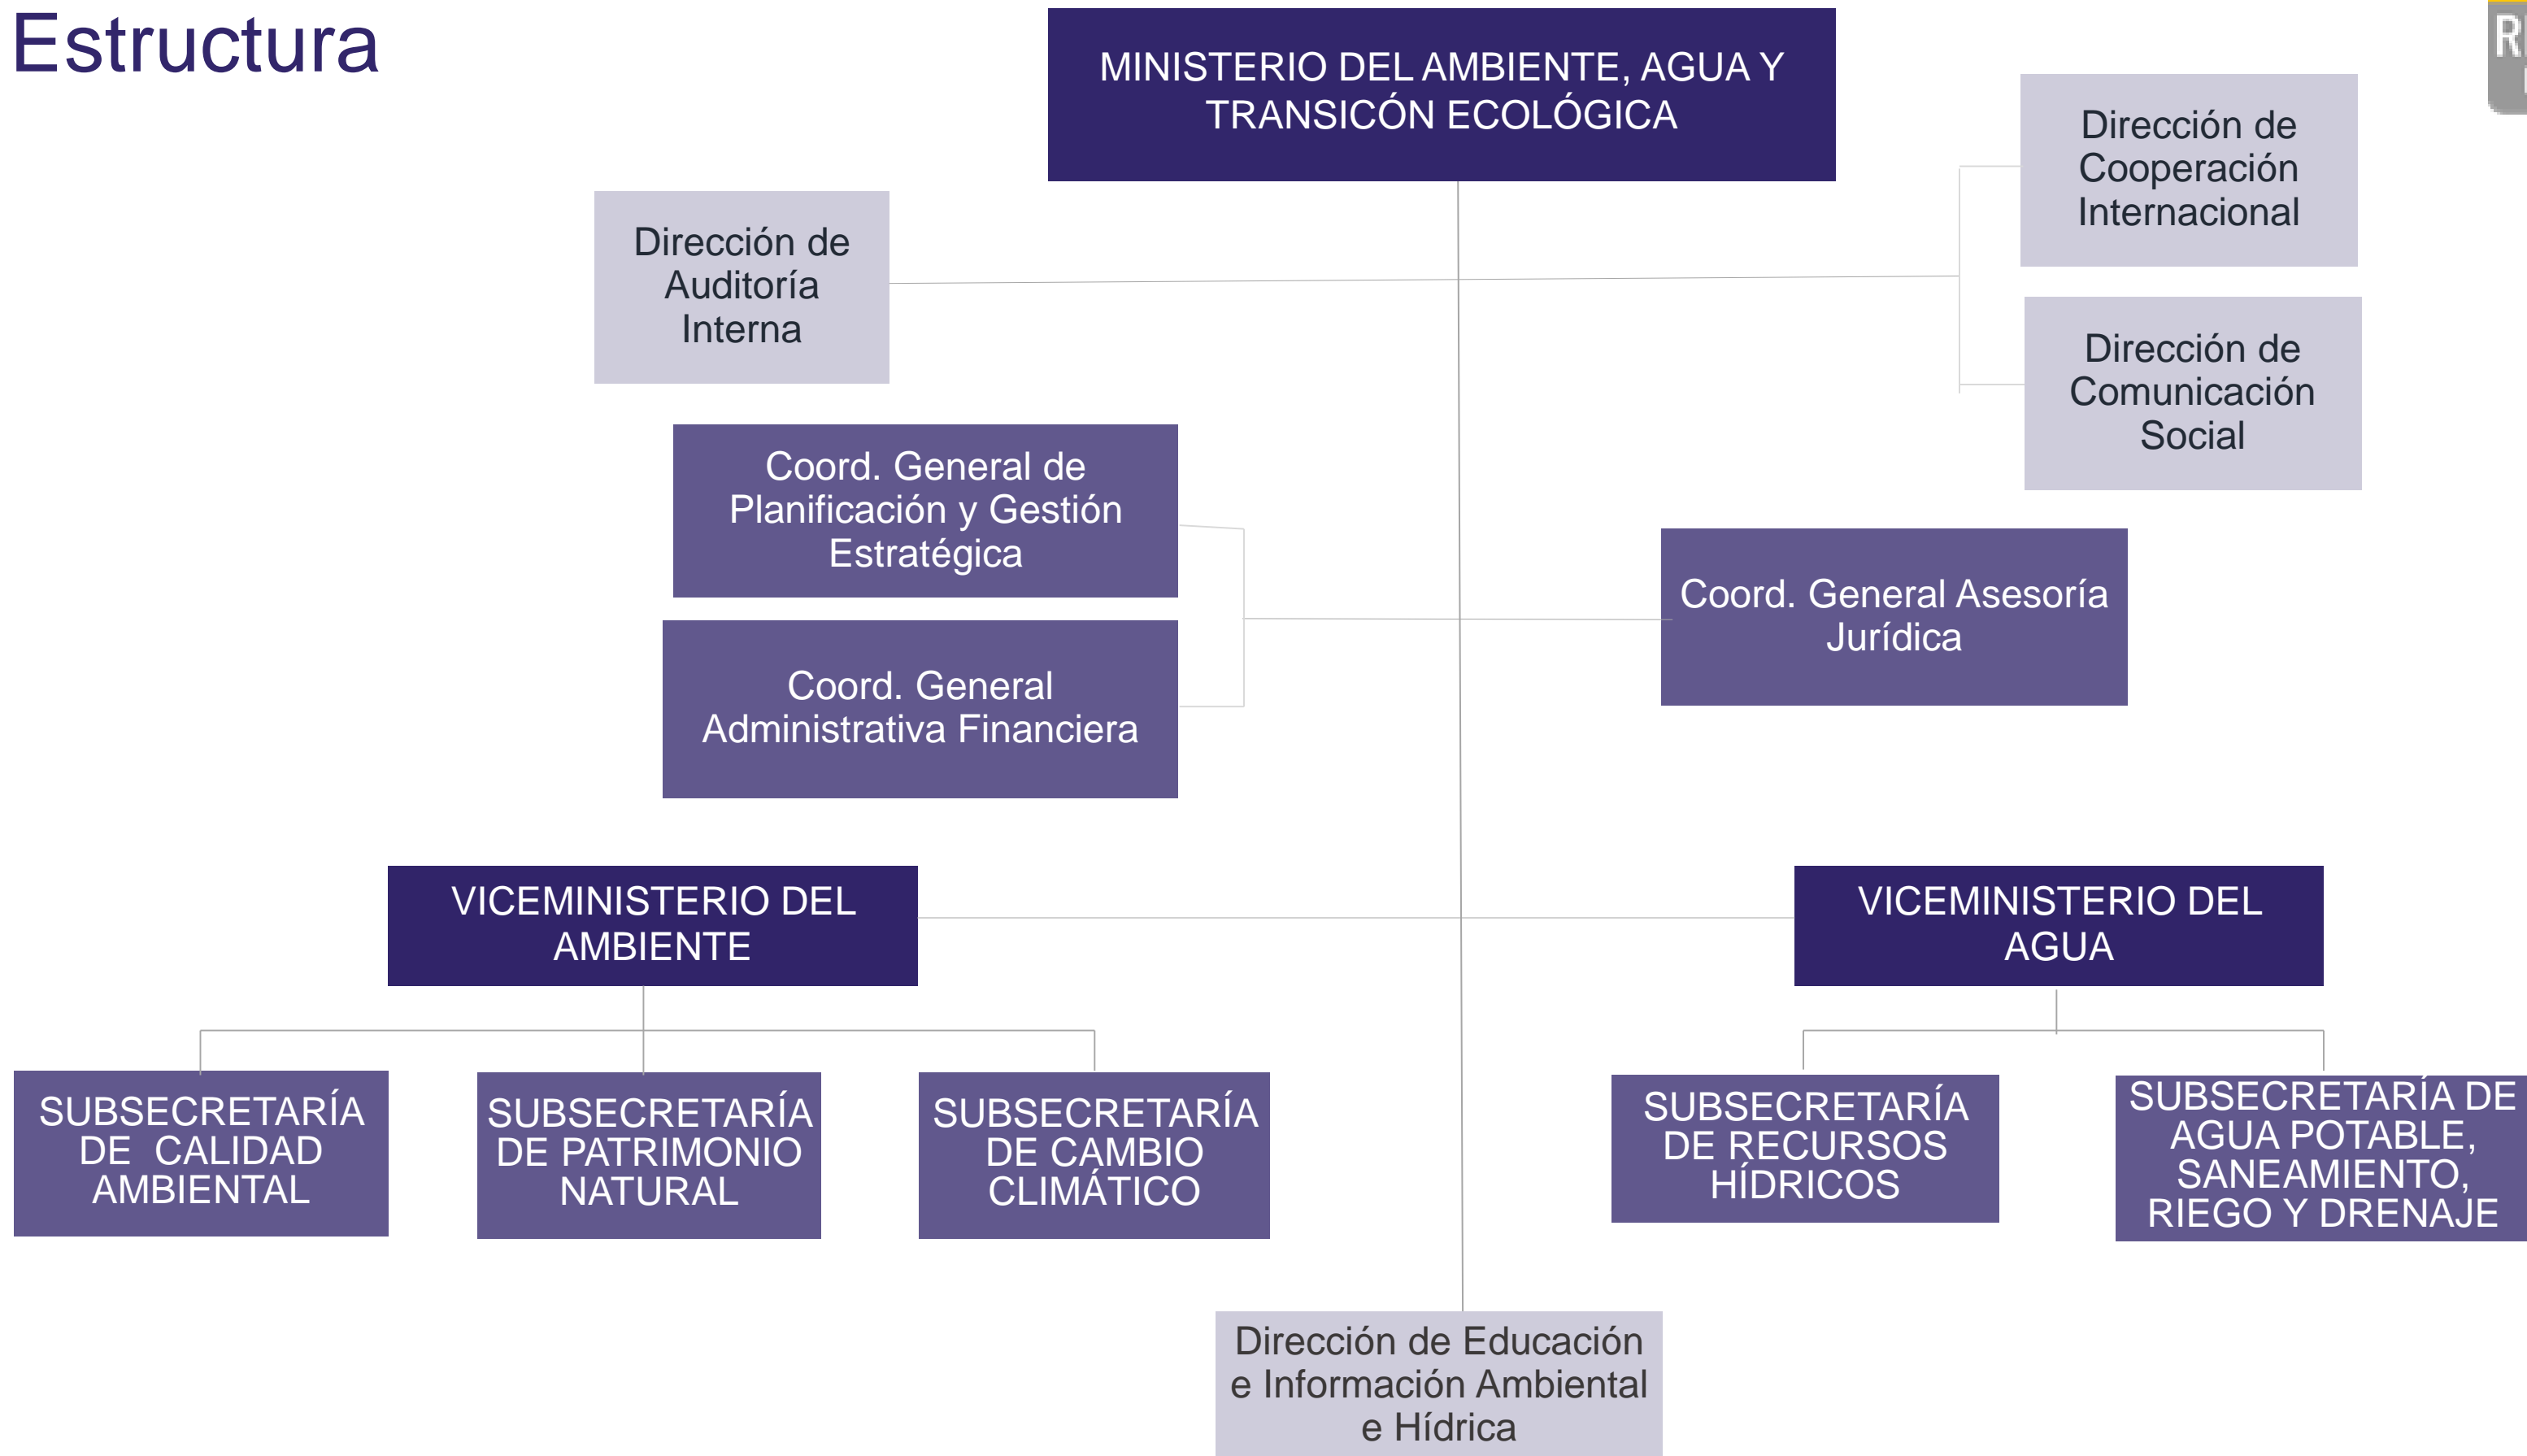 Estructura
MINISTERIO DEL AMBIENTE, AGUA Y
TRANSICÓN ECOLÓGICA
Dirección de
Cooperación
Internacional
Dirección de
Auditoría
Interna
Dirección de
Comunicación
Social
Coord. General de
Planificación y Gestión
Estratégica
Coord. General Asesoría
Jurídica
Coord. General
Administrativa Financiera
VICEMINISTERIO DEL
AMBIENTE
VICEMINISTERIO DEL
AGUA
SUBSECRETARÍA
DE CALIDAD
AMBIENTAL
SUBSECRETARÍA
DE PATRIMONIO
NATURAL
SUBSECRETARÍA
DE CAMBIO
CLIMÁTICO
SUBSECRETARÍA
DE RECURSOS
HÍDRICOS
SUBSECRETARÍA DE
AGUA POTABLE,
SANEAMIENTO,
RIEGO Y DRENAJE
Dirección de Educación
e Información Ambiental
e Hídrica